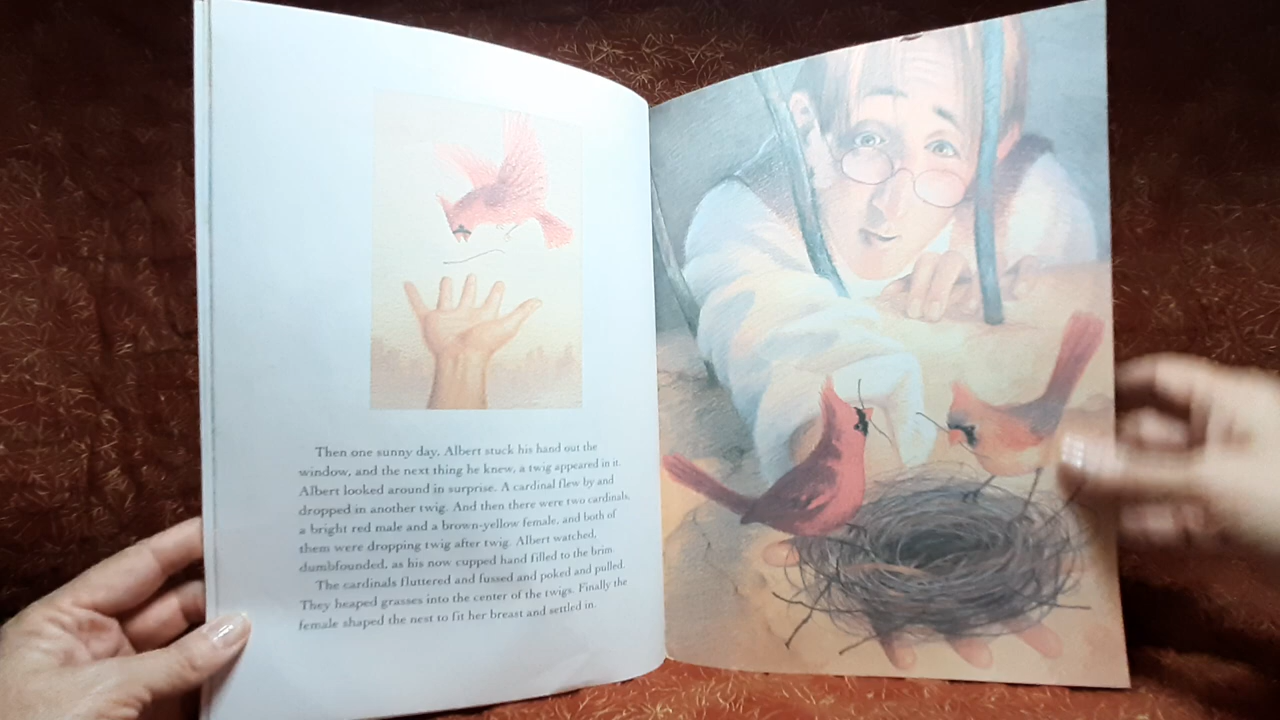 Then one sunny day, Albert stuck his hand out the
window, and the next thing he knew, a twig appeared in it.
Albert looked around in surprise. A cardinal flew by and
dropped in another twig. And then there were two cardinals,
a bright red male and a brown-yellow female, and both of
them were dropping twig after twig. Albert watched,
dumbfounded, as his now cupped hand filled to the brim.
The cardinals fluttered and fussed and poked and pulled.
They heaped grasses into the center of the twigs. Finally the
female shaped the nest to fit her breast and settled in.